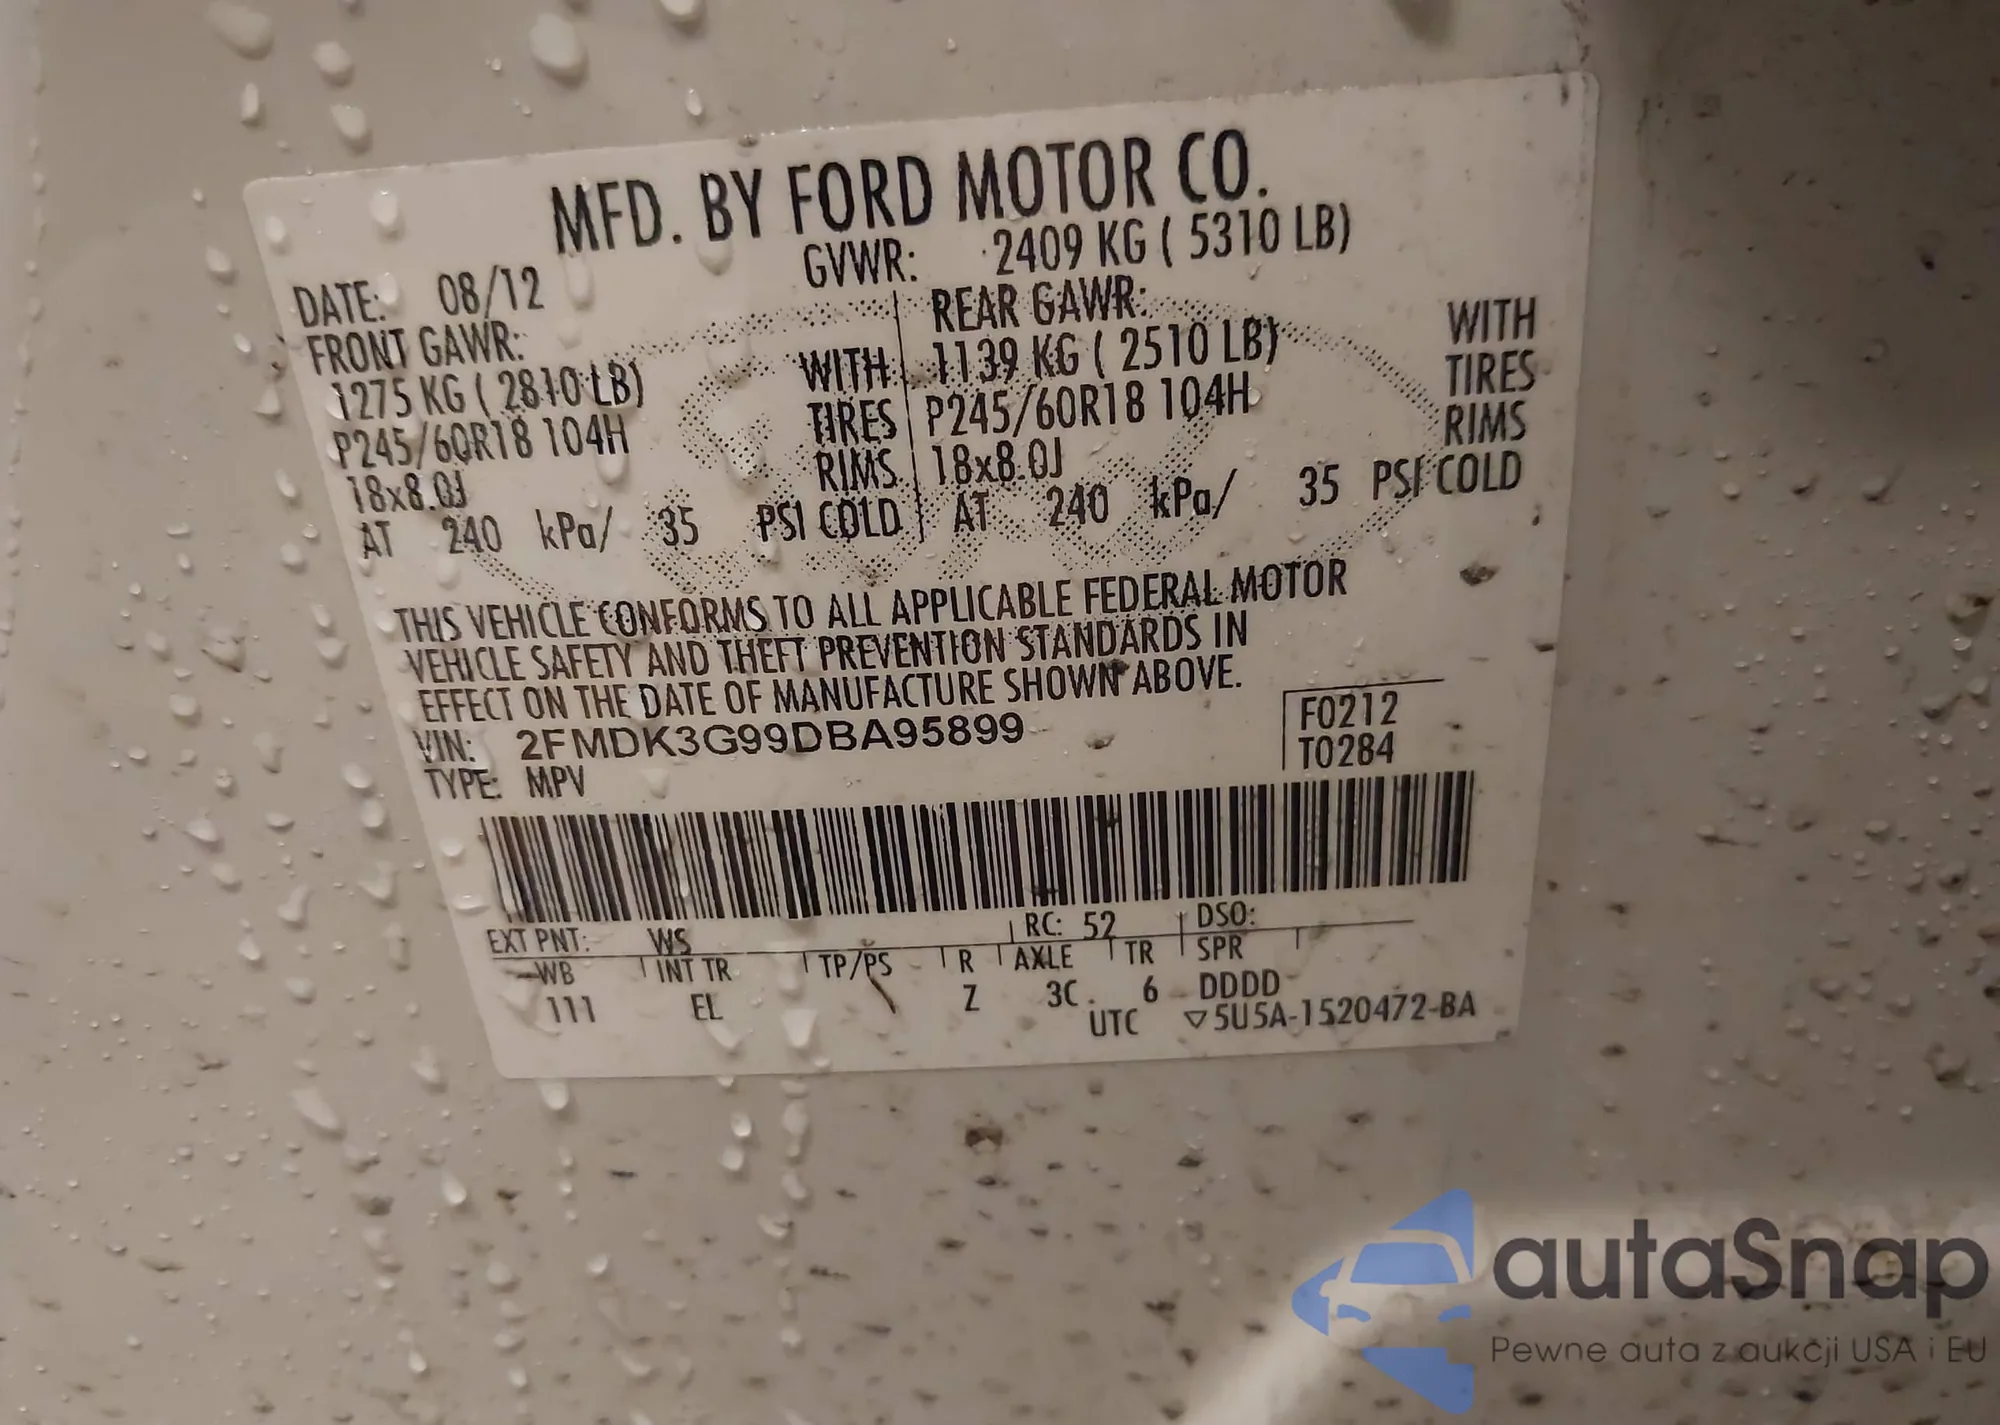 MFD. BY FORD MOTOR CO.
DATE: 08/12 GVWR: 2409 KG ( 5310 LB)
FRONT GAWR: REAR GAWR:
1275 KG ( 2810 LB) WITH 1139 KG ( 2510 LB) WITH
P245/60R18 104H TIRES P245/60R18 104H TIRES
18x8.0J RIMS 18x8.0J RIMS
AT 240 kPa/ 35 PSI COLD AT 240 kPa/ 35 PSI COLD
THIS VEHICLE CONFORMS TO ALL APPLICABLE FEDERAL MOTOR
VEHICLE SAFETY AND THEFT PREVENTION STANDARDS IN
EFFECT ON THE DATE OF MANUFACTURE SHOWN ABOVE.
VIN: 2FMDK3G99DBA95899 F0212
TYPE: MPV T0284
EXT PNT: WS RC: 52 DSO:
WB INT TR TP/PS R AXLE TR SPR
111 EL Z 3C 6 DDDD
UTC ▽5U5A-1520472-BA
autaSnap
Pewne auta z aukcji USA i EU